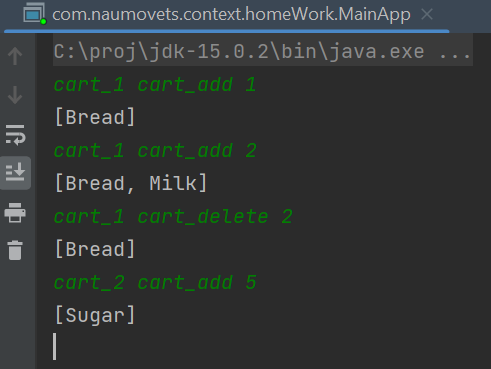 com.naumovets.context.homeWork.MainApp
C:\proj\jdk-15.0.2\bin\java.exe ...
cart_1 cart_add 1
[Bread]
cart_1 cart_add 2
[Bread, Milk]
cart_1 cart_delete 2
[Bread]
cart_2 cart_add 5
[Sugar]